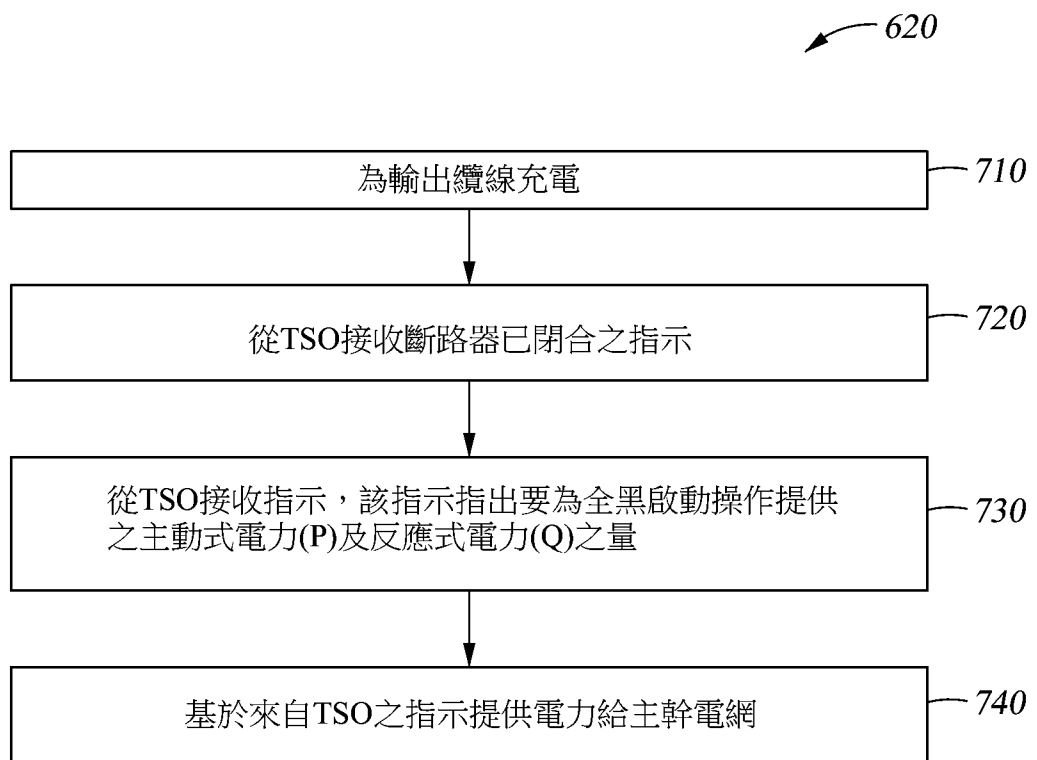 620
為輸出纜線充電
710
從TSO接收斷路器已閉合之指示
720
從TSO接收指示，該指示指出要為全黑啟動操作提供
之主動式電力(P)及反應式電力(Q)之量
730
基於來自TSO之指示提供電力給主幹電網
740